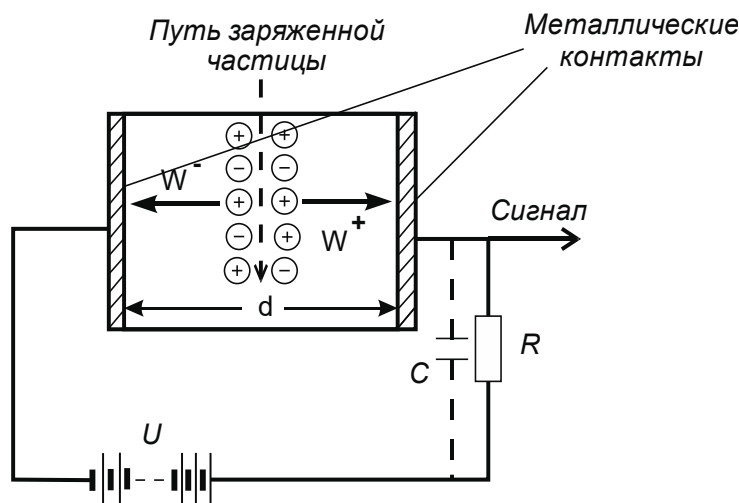 Путь заряженной
частицы
Металлические
контакты
W-
W+
Сигнал
d
C
R
U